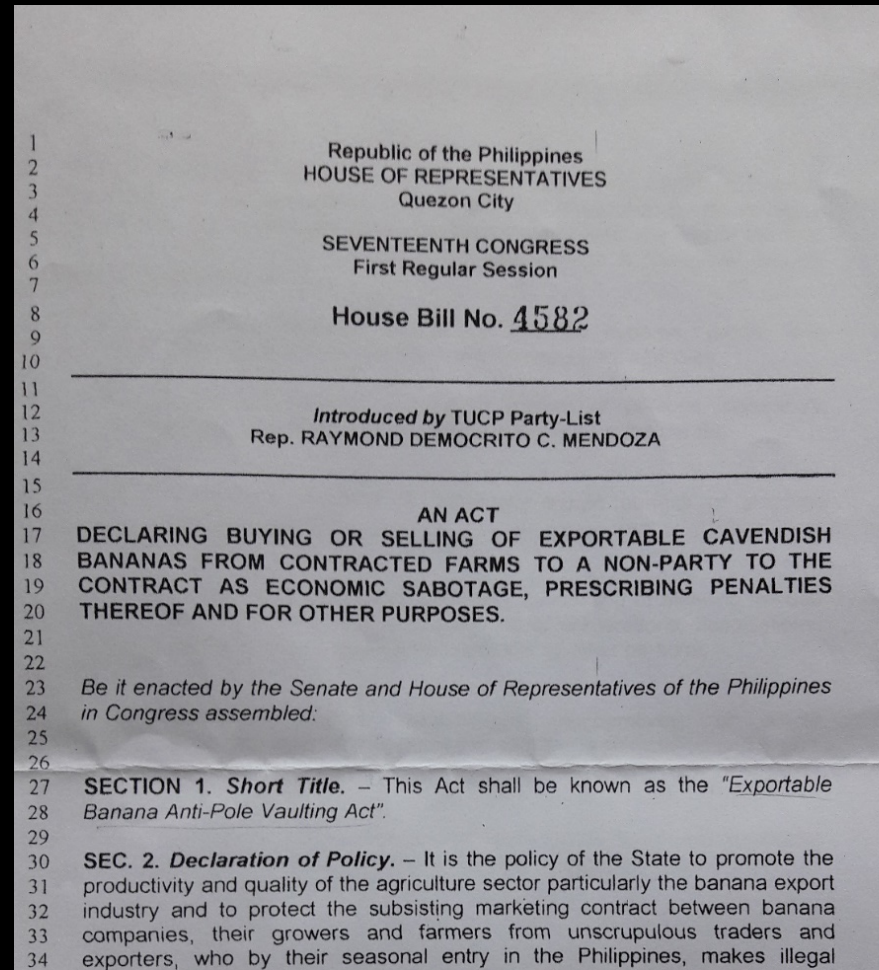 1
2 Republic of the Philippines
3 HOUSE OF REPRESENTATIVES
4 Quezon City
5
6 SEVENTEENTH CONGRESS
7 First Regular Session
8 House Bill No. 4582
9
10
11
12 Introduced by TUCP Party-List
13 Rep. RAYMOND DEMOCRITO C. MENDOZA
14
15
16 AN ACT
17 DECLARING BUYING OR SELLING OF EXPORTABLE CAVENDISH
18 BANANAS FROM CONTRACTED FARMS TO A NON-PARTY TO THE
19 CONTRACT AS ECONOMIC SABOTAGE, PRESCRIBING PENALTIES
20 THEREOF AND FOR OTHER PURPOSES.
21
22
23 Be it enacted by the Senate and House of Representatives of the Philippines
24 in Congress assembled:
25
26
27 SECTION 1. Short Title. – This Act shall be known as the "Exportable
28 Banana Anti-Pole Vaulting Act".
29
30 SEC. 2. Declaration of Policy. – It is the policy of the State to promote the
31 productivity and quality of the agriculture sector particularly the banana export
32 industry and to protect the subsisting marketing contract between banana
33 companies, their growers and farmers from unscrupulous traders and
34 exporters, who by their seasonal entry in the Philippines, makes illegal